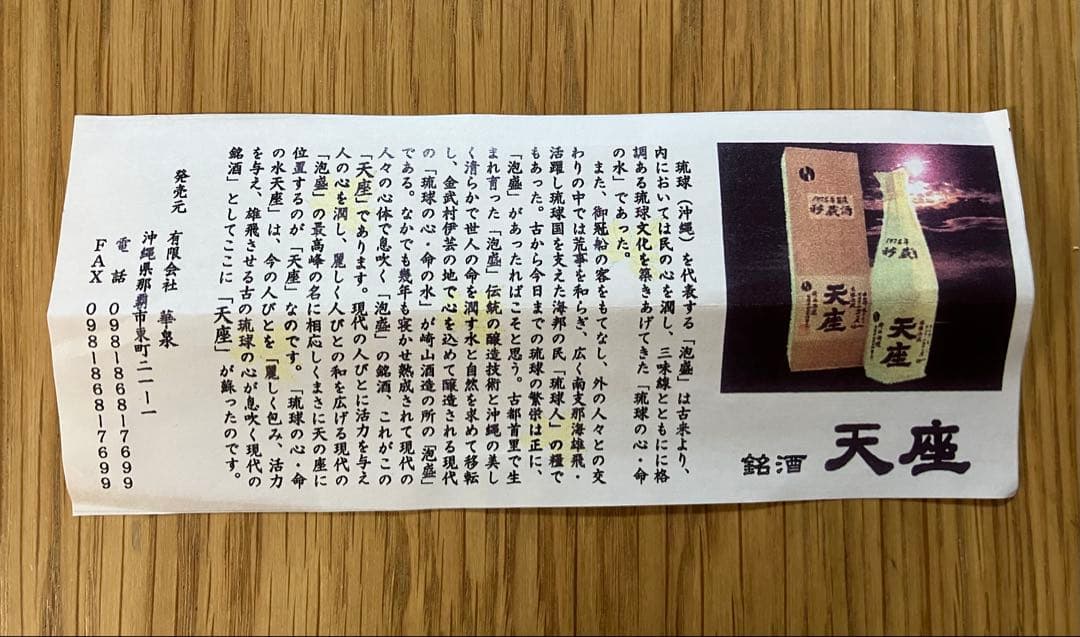 1976年製造
秘蔵酒
天座
1976年
秘蔵
天座
銘酒 天座
琉球（沖縄）を代表する「泡盛」は古来より、
内においては民の心を潤し、三味線とともにに格
調ある琉球文化を築きあげてきた「琉球の心・命
の水」であった。
また、御冠船の客をもてなし、外の人々との交
わりの中では荒事を和らぎ、広く南支那海雄飛・
活躍し琉球国を支えた海邦の民「琉球人」の糧で
もあった。古から今日までの琉球の繁栄は正に、
「泡盛」があったればこそと思う。古都首里で生
まれ育った「泡盛」伝統の醸造技術と沖縄の美し
く清らかで世人の命を潤す水と自然を求めて移転
し、金武村伊芸の地で心を込めて醸造される現代
の「琉球の心・命の水」が崎山酒造の所の「泡盛」
である。なかでも幾年も寝かせ熟成されて現代の
人々の心体で息吹く「泡盛」の銘酒、これがこの
「天座」であります。現代の人びとに活力を与え
人の心を潤し、麗しく人びとの和を広げる現代の
「泡盛」の最高峰の名に相応しくまさに天の座に
位置するのが「天座」なのです。「琉球の心・命
の水天座」は、今の人びとを「麗しく包み、活力
を与え、雄飛させる古の琉球の心が息吹く現代の
銘酒」としてここに「天座」が蘇ったのです。
発売元 有限会社 華泉
沖縄県那覇市東町二一ー一
電話 098-868-7699
FAX 098-868-7699